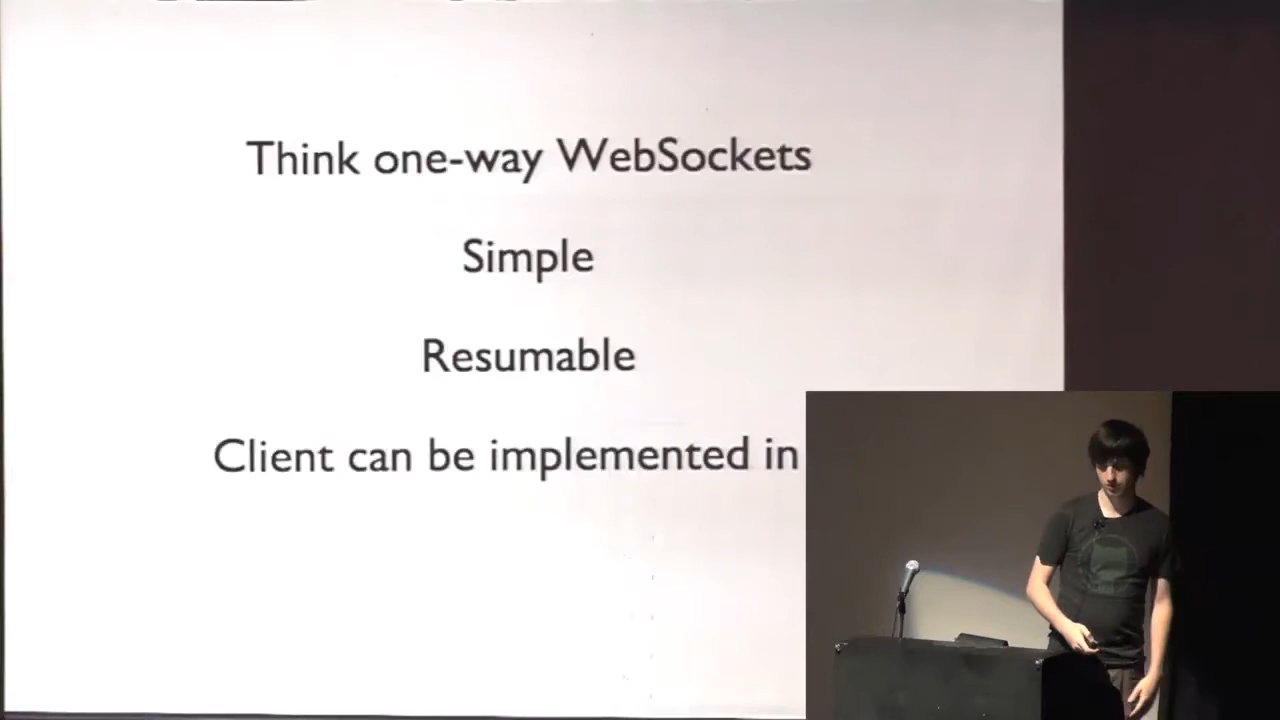 Think one-way WebSockets
Simple
Resumable
Client can be implemented in